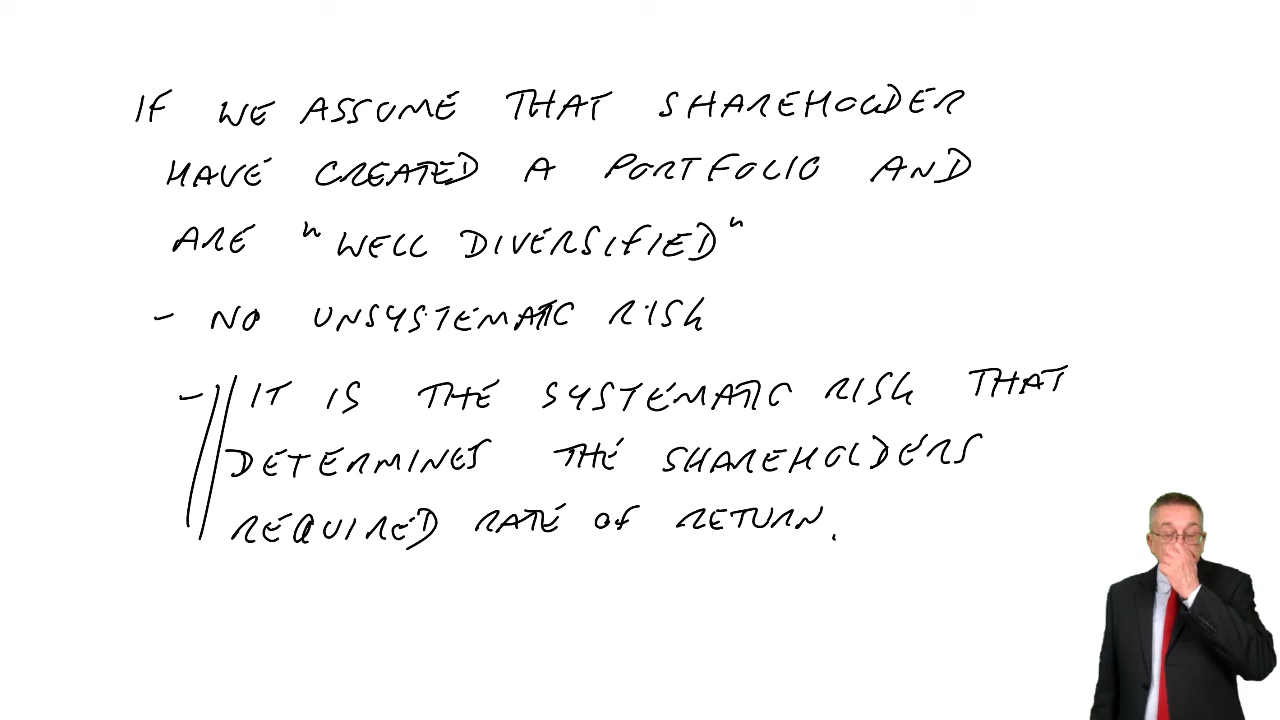 IF WE ASSUME THAT SHAREHOLDER
HAVE CREATED A PORTFOLIO AND
ARE "WELL DIVERSIFIED"
- NO UNSYSTEMATIC RISK
- IT IS THE SYSTEMATIC RISK THAT
DETERMINES THE SHAREHOLDERS
REQUIRED RATE OF RETURN.